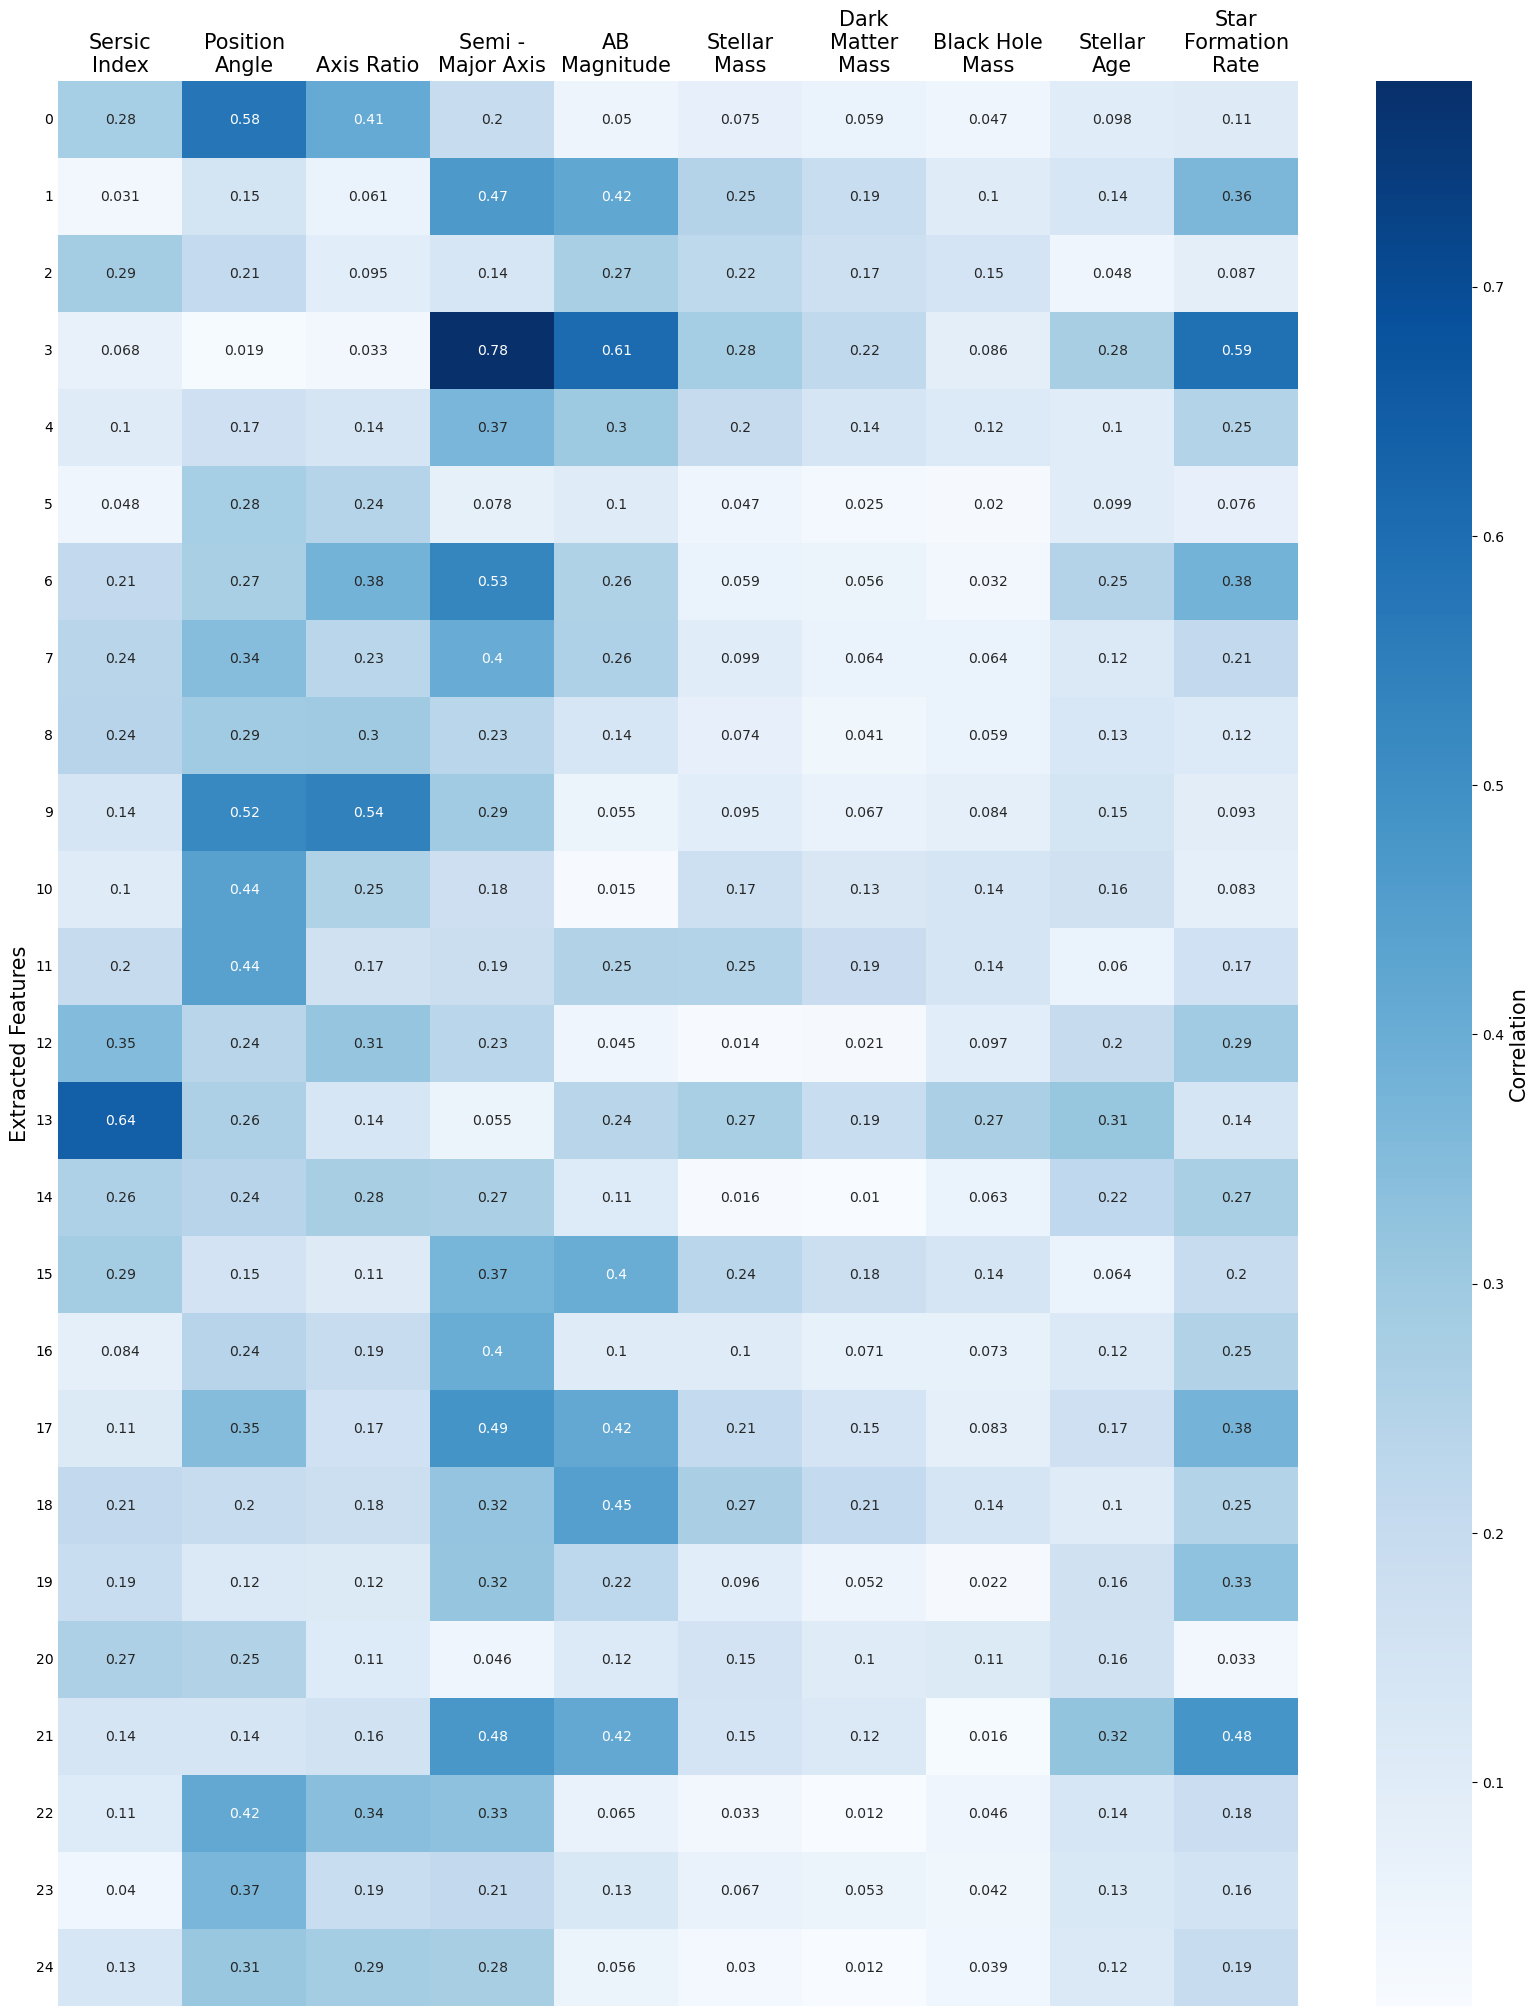 Sersic
Index
Position
Angle
Axis Ratio
Semi -
Major Axis
AB
Magnitude
Stellar
Mass
Dark
Matter
Mass
Black Hole
Mass
Stellar
Age
Star
Formation
Rate
0 0.28 0.58 0.41 0.2 0.05 0.075 0.059 0.047 0.098 0.11
1 0.031 0.15 0.061 0.47 0.42 0.25 0.19 0.1 0.14 0.36
2 0.29 0.21 0.095 0.14 0.27 0.22 0.17 0.15 0.048 0.087
3 0.068 0.019 0.033 0.78 0.61 0.28 0.22 0.086 0.28 0.59
4 0.1 0.17 0.14 0.37 0.3 0.2 0.14 0.12 0.1 0.25
5 0.048 0.28 0.24 0.078 0.1 0.047 0.025 0.02 0.099 0.076
6 0.21 0.27 0.38 0.53 0.26 0.059 0.056 0.032 0.25 0.38
7 0.24 0.34 0.23 0.4 0.26 0.099 0.064 0.064 0.12 0.21
8 0.24 0.29 0.3 0.23 0.14 0.074 0.041 0.059 0.13 0.12
9 0.14 0.52 0.54 0.29 0.055 0.095 0.067 0.084 0.15 0.093
10 0.1 0.44 0.25 0.18 0.015 0.17 0.13 0.14 0.16 0.083
11 0.2 0.44 0.17 0.19 0.25 0.25 0.19 0.14 0.06 0.17
12 0.35 0.24 0.31 0.23 0.045 0.014 0.021 0.097 0.2 0.29
13 0.64 0.26 0.14 0.055 0.24 0.27 0.19 0.27 0.31 0.14
14 0.26 0.24 0.28 0.27 0.11 0.016 0.01 0.063 0.22 0.27
15 0.29 0.15 0.11 0.37 0.4 0.24 0.18 0.14 0.064 0.2
16 0.084 0.24 0.19 0.4 0.1 0.1 0.071 0.073 0.12 0.25
17 0.11 0.35 0.17 0.49 0.42 0.21 0.15 0.083 0.17 0.38
18 0.21 0.2 0.18 0.32 0.45 0.27 0.21 0.14 0.1 0.25
19 0.19 0.12 0.12 0.32 0.22 0.096 0.052 0.022 0.16 0.33
20 0.27 0.25 0.11 0.046 0.12 0.15 0.1 0.11 0.16 0.033
21 0.14 0.14 0.16 0.48 0.42 0.15 0.12 0.016 0.32 0.48
22 0.11 0.42 0.34 0.33 0.065 0.033 0.012 0.046 0.14 0.18
23 0.04 0.37 0.19 0.21 0.13 0.067 0.053 0.042 0.13 0.16
24 0.13 0.31 0.29 0.28 0.056 0.03 0.012 0.039 0.12 0.19
Extracted Features
0.7
0.6
0.5
0.4
0.3
0.2
0.1
Correlation